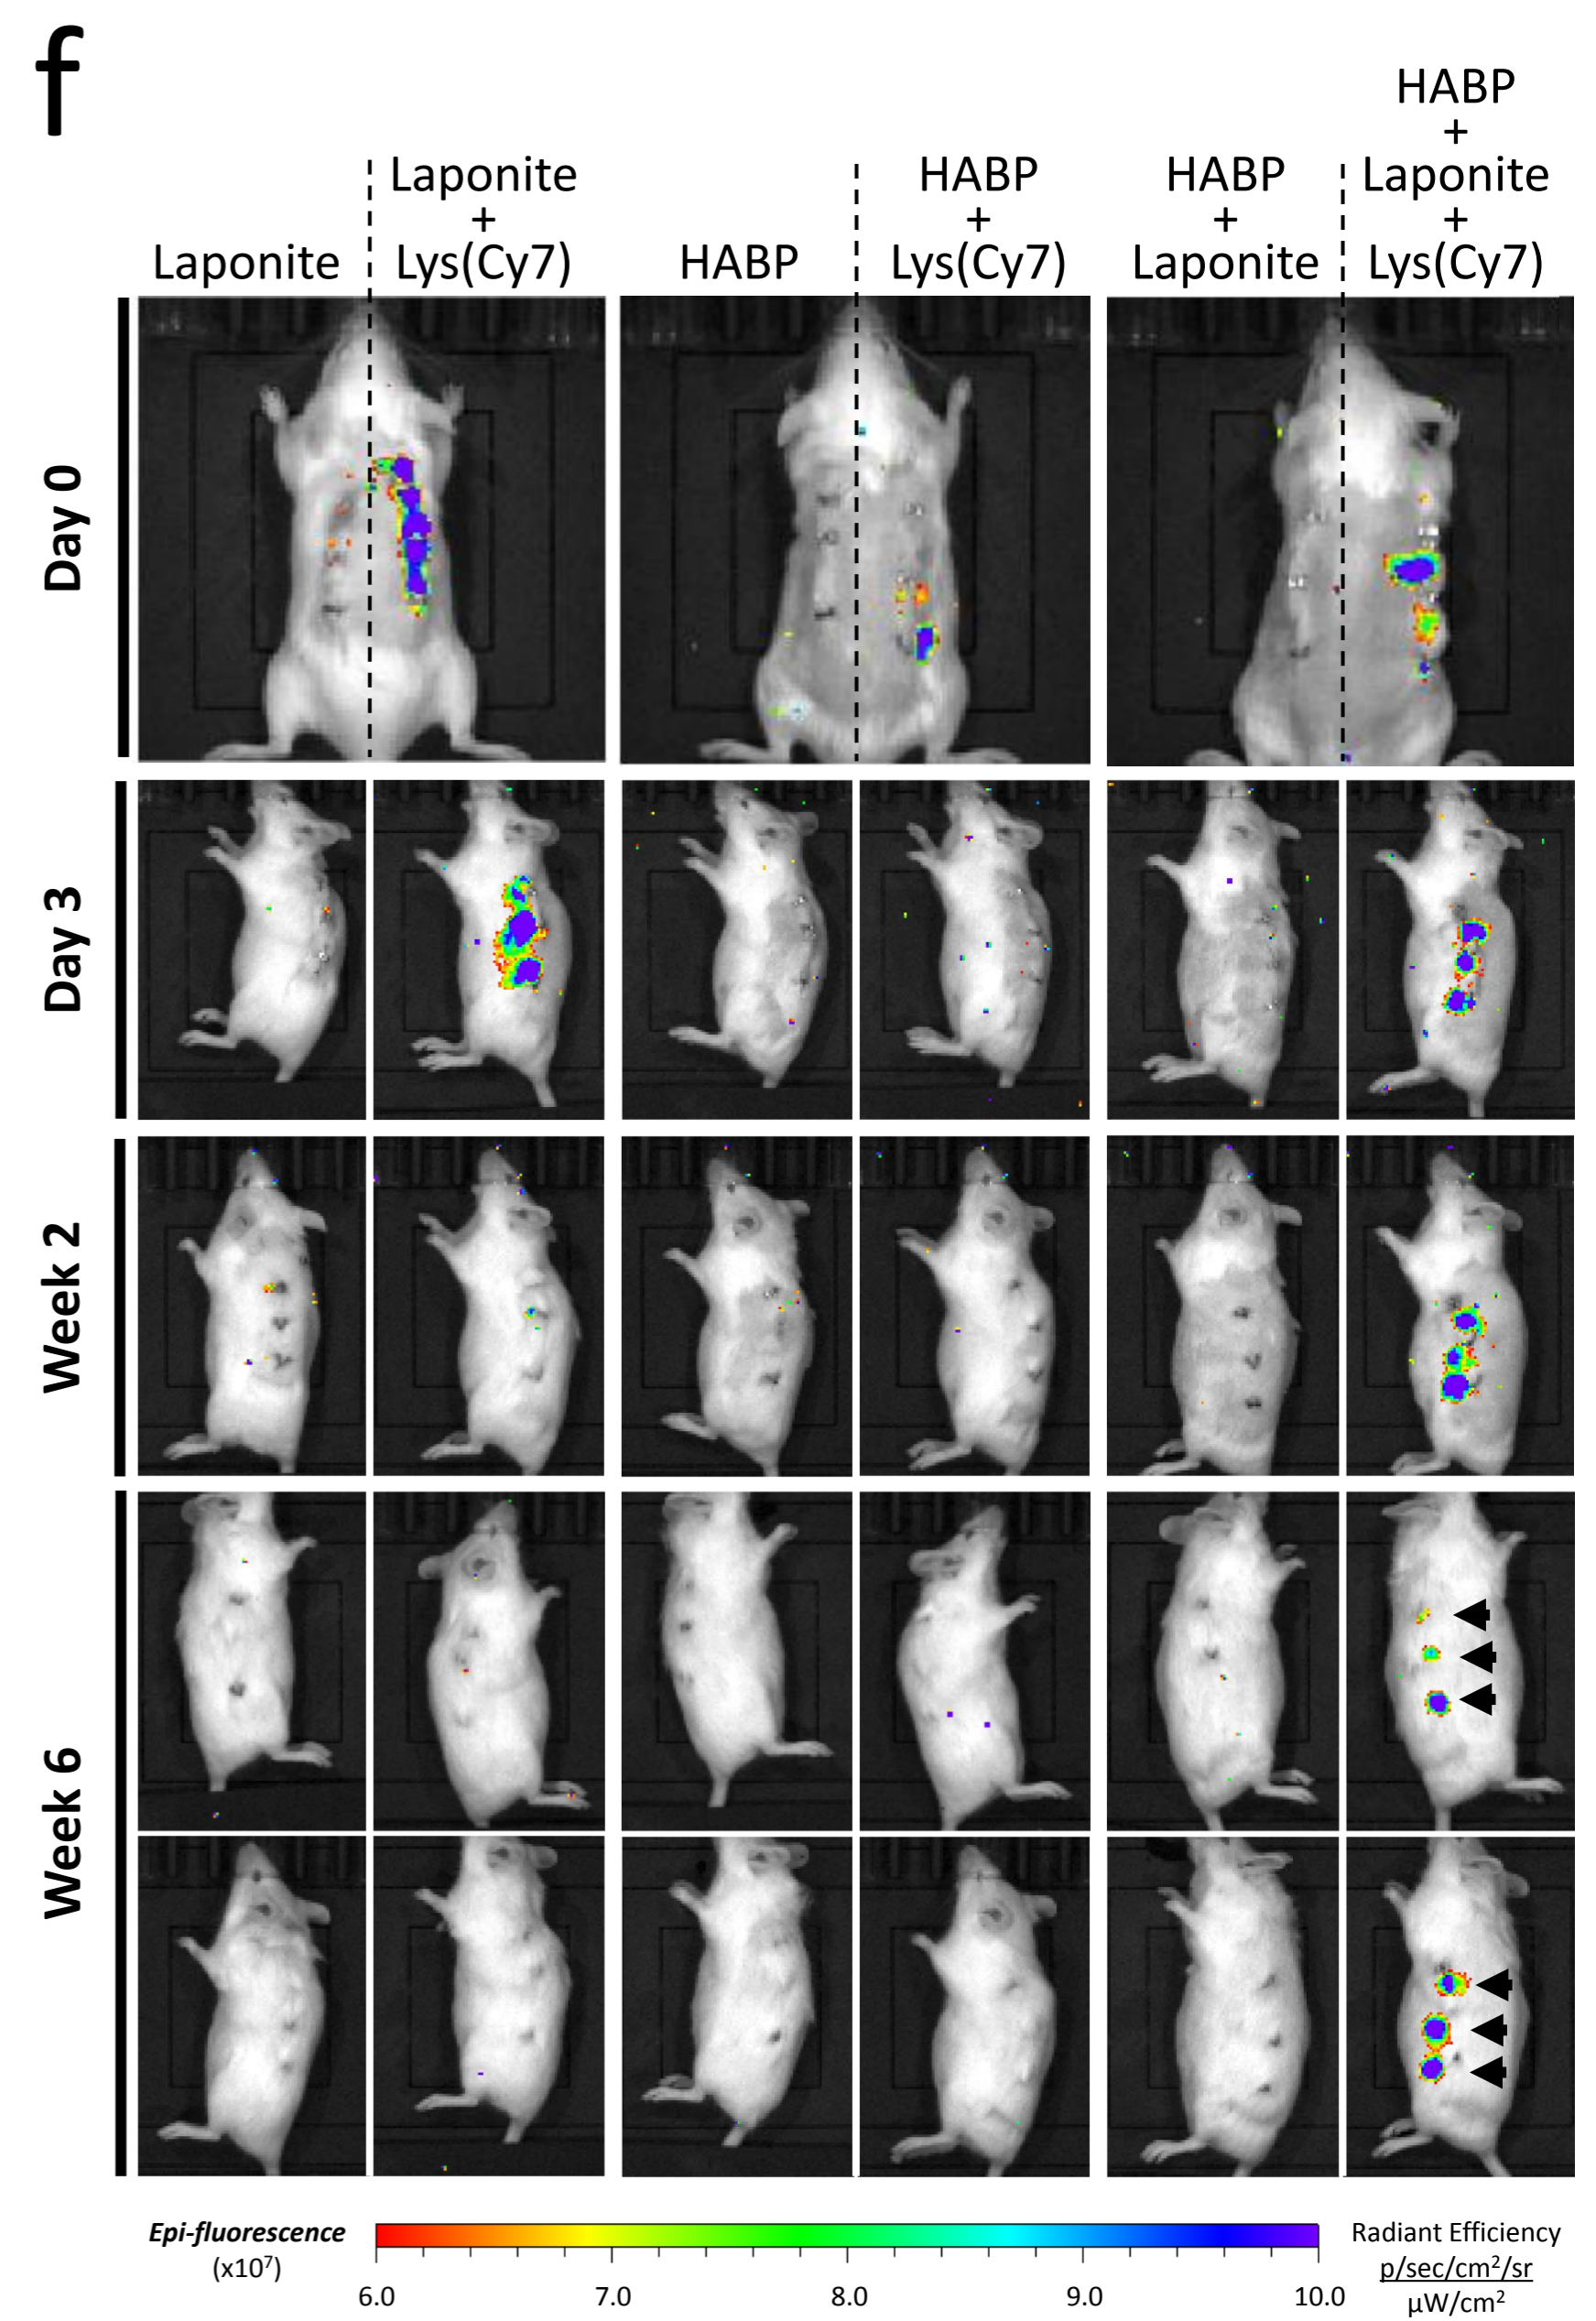 f
Laponite
Laponite
+
Lys(Cy7)
HABP
HABP
+
Lys(Cy7)
HABP
+
Laponite
HABP
+
Laponite
+
Lys(Cy7)
Day 0
Day 3
Week 2
Week 6
Epi-fluorescence
(x10⁷)
6.0 7.0 8.0 9.0 10.0
Radiant Efficiency
p/sec/cm²/sr
µW/cm²